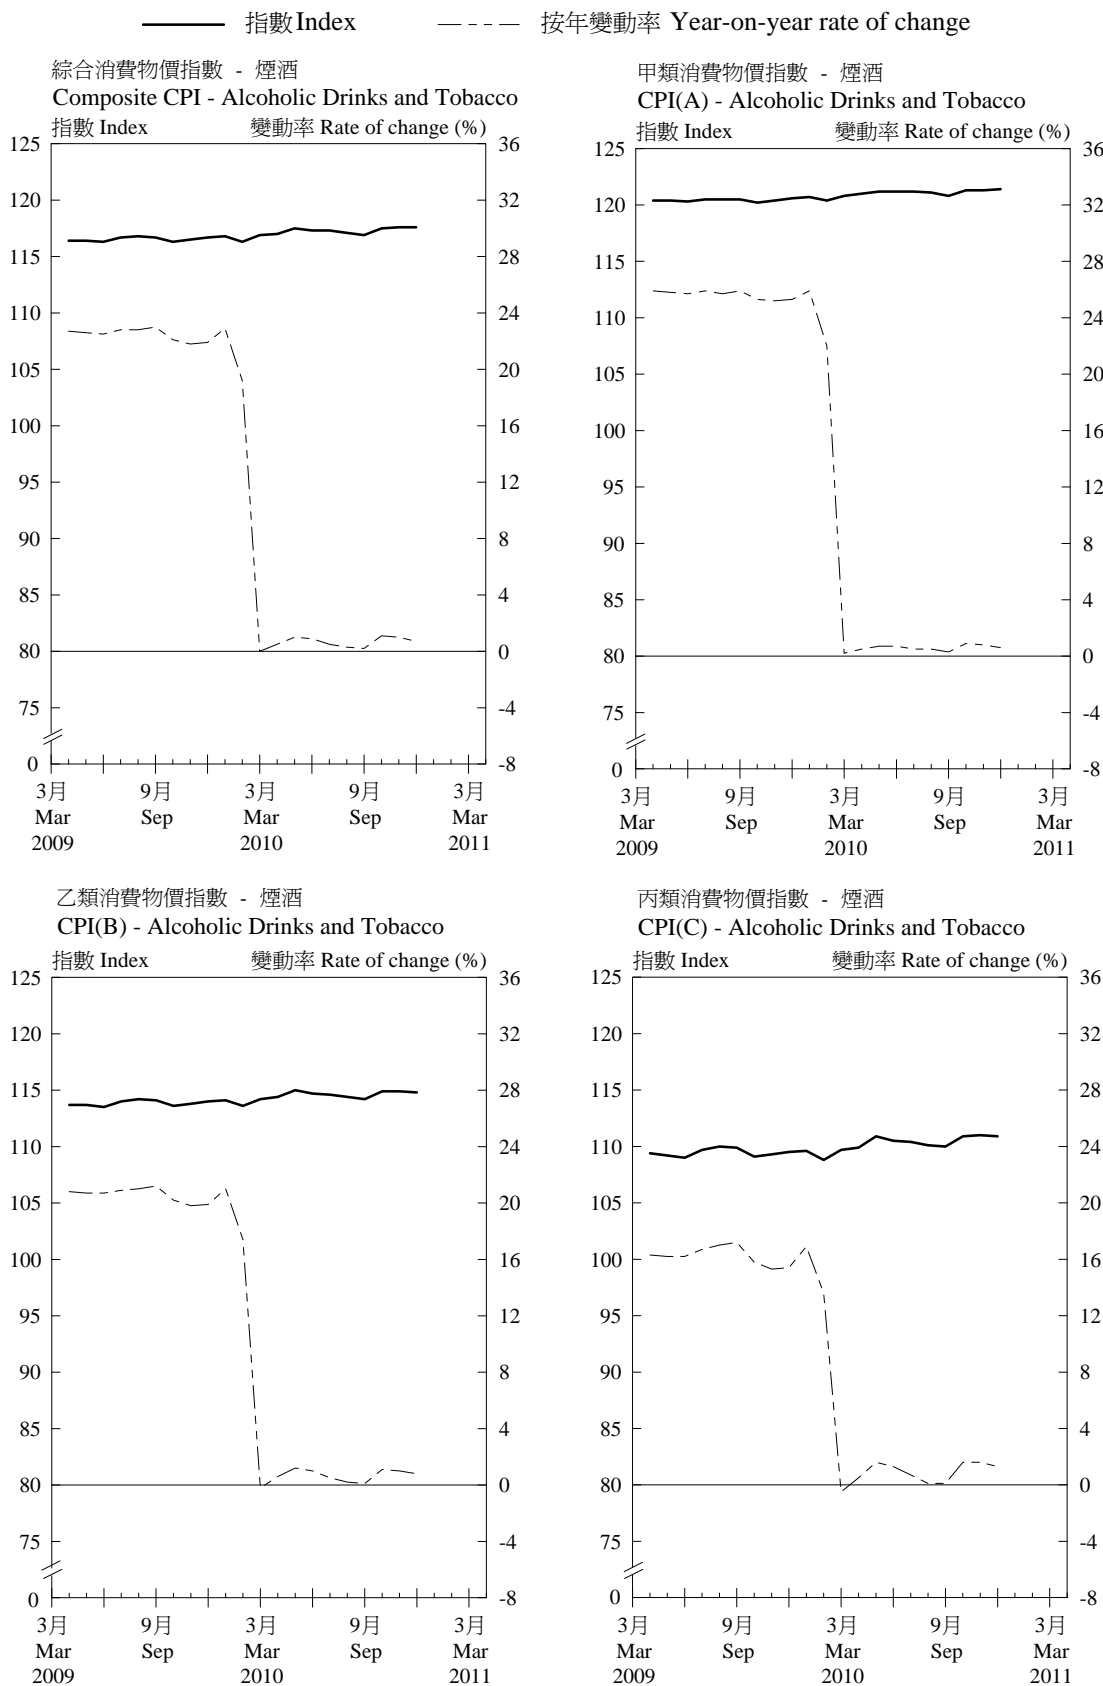 指數 Index 按年變動率 Year-on-year rate of change
綜合消費物價指數 - 煙酒
Composite CPI - Alcoholic Drinks and Tobacco
指數 Index 變動率 Rate of change (%)
125 36
120 32
115 28
110 24
105 20
100 16
95 12
90 8
85 4
80 0
75 -4
0 -8
3月 9月 3月 9月 3月
Mar Sep Mar Sep Mar
2009 2010 2011
甲類消費物價指數 - 煙酒
CPI(A) - Alcoholic Drinks and Tobacco
指數 Index 變動率 Rate of change (%)
125 36
120 32
115 28
110 24
105 20
100 16
95 12
90 8
85 4
80 0
75 -4
0 -8
3月 9月 3月 9月 3月
Mar Sep Mar Sep Mar
2009 2010 2011
乙類消費物價指數 - 煙酒
CPI(B) - Alcoholic Drinks and Tobacco
指數 Index 變動率 Rate of change (%)
125 36
120 32
115 28
110 24
105 20
100 16
95 12
90 8
85 4
80 0
75 -4
0 -8
3月 9月 3月 9月 3月
Mar Sep Mar Sep Mar
2009 2010 2011
丙類消費物價指數 - 煙酒
CPI(C) - Alcoholic Drinks and Tobacco
指數 Index 變動率 Rate of change (%)
125 36
120 32
115 28
110 24
105 20
100 16
95 12
90 8
85 4
80 0
75 -4
0 -8
3月 9月 3月 9月 3月
Mar Sep Mar Sep Mar
2009 2010 2011